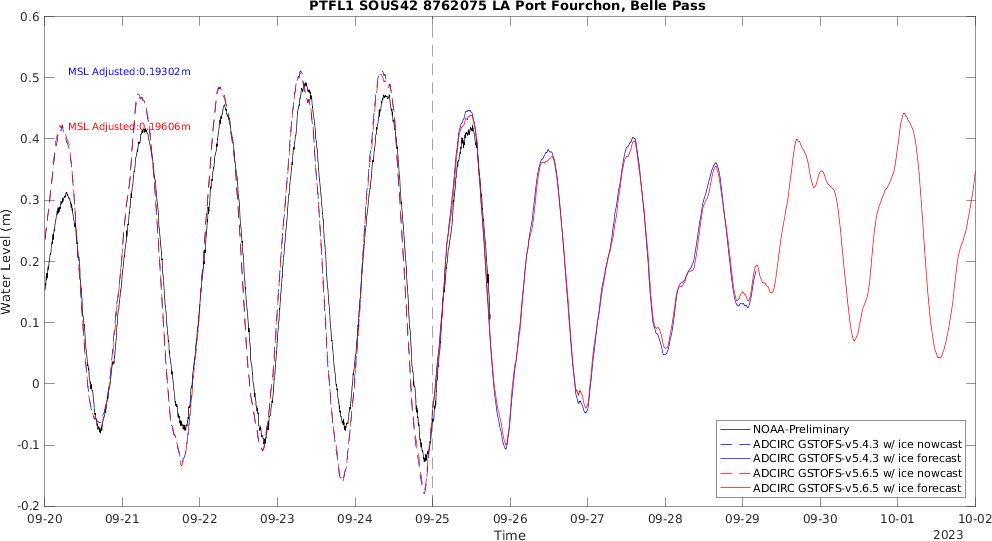 PTFL1 SOUS42 8762075 LA Port Fourchon, Belle Pass
0.6
0.5
0.4
0.3
0.2
0.1
0
-0.1
-0.2
Water Level (m)
MSL Adjusted:0.19302m
MSL Adjusted:0.19606m
NOAA-Preliminary
ADCIRC GSTOFS-v5.4.3 w/ ice nowcast
ADCIRC GSTOFS-v5.4.3 w/ ice forecast
ADCIRC GSTOFS-v5.6.5 w/ ice nowcast
ADCIRC GSTOFS-v5.6.5 w/ ice forecast
09-20 09-21 09-22 09-23 09-24 09-25 09-26 09-27 09-28 09-29 09-30 10-01 10-02
Time
2023